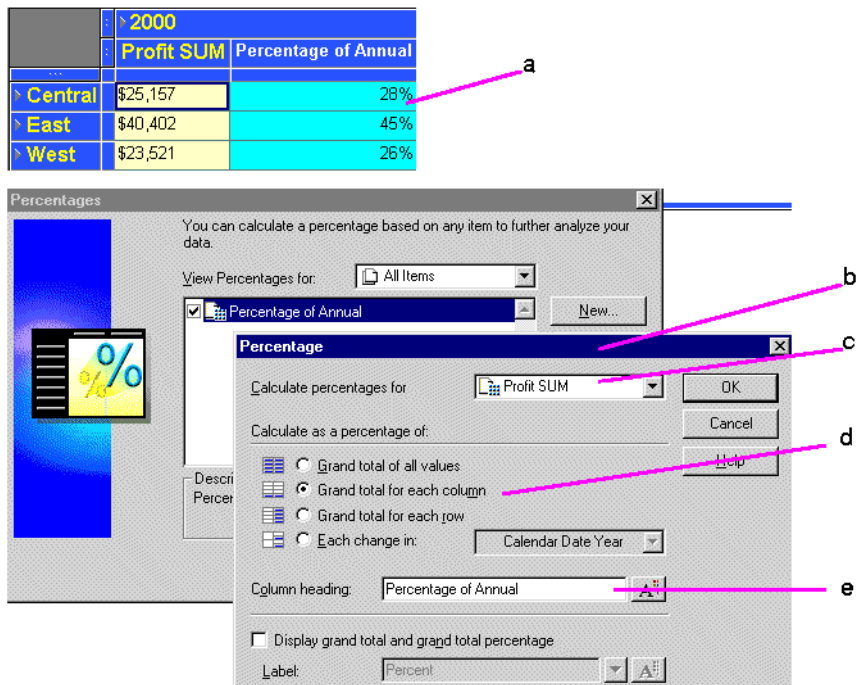 2000
Profit SUM Percentage of Annual
a
Central $25,157 28%
East $40,402 45%
West $23,521 26%
Percentages
You can calculate a percentage based on any item to further analyze your
data.
View Percentages for: All Items
b
Percentage of Annual New...
Percentage
c
Calculate percentages for Profit SUM OK
Calculate as a percentage of: Cancel
d
Grand total of all values Help
Descri
Grand total for each column
Percer
Grand total for each row
Each change in: Calendar Date Year
Column heading: Percentage of Annual A
e
Display grand total and grand total percentage
Label: Percent A